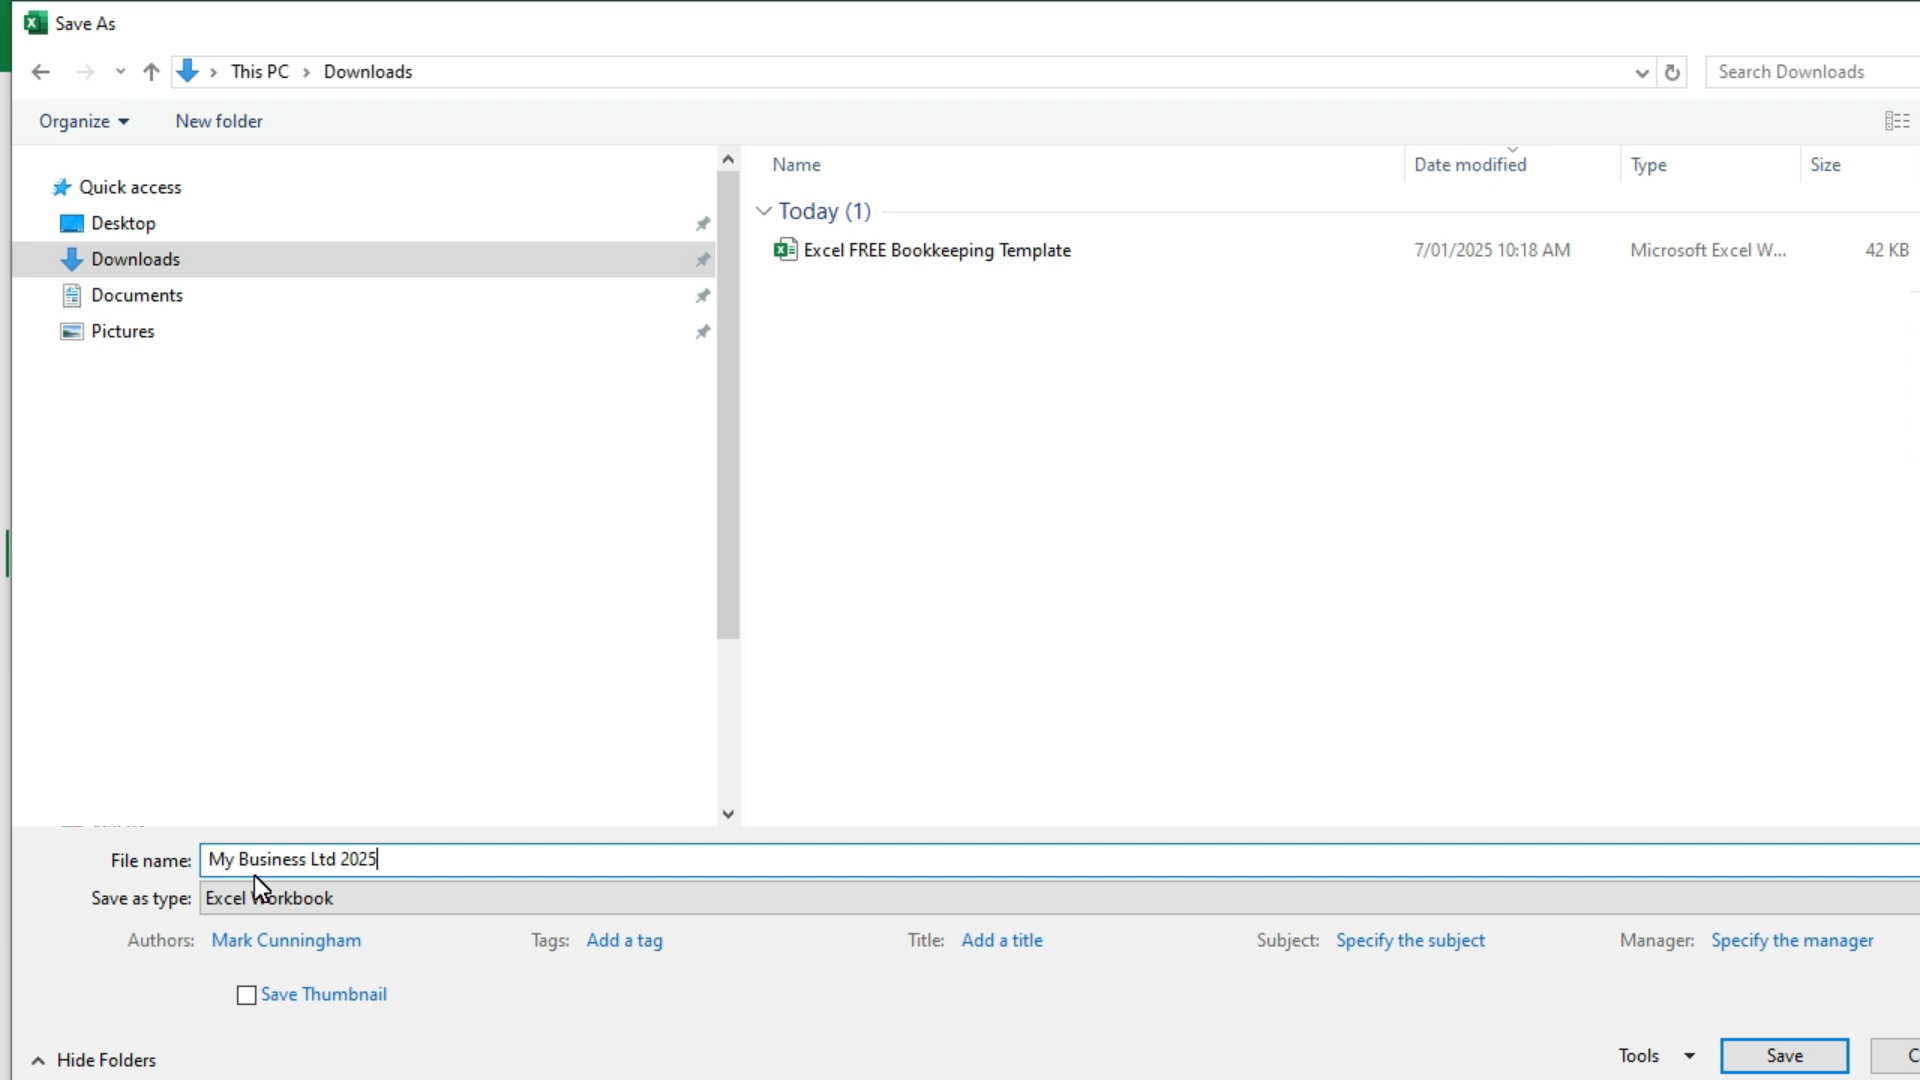 Save As
This PC > Downloads
Search Downloads
Organize
New folder
Name
Date modified
Type
Size
Quick access
Desktop
Downloads
Documents
Pictures
Today (1)
Excel FREE Bookkeeping Template 7/01/2025 10:18 AM Microsoft Excel W... 42 KB
File name: My Business Ltd 2025
Save as type: Excel Workbook
Authors: Mark Cunningham Tags: Add a tag Title: Add a title Subject: Specify the subject Manager: Specify the manager
Save Thumbnail
Hide Folders
Tools
Save